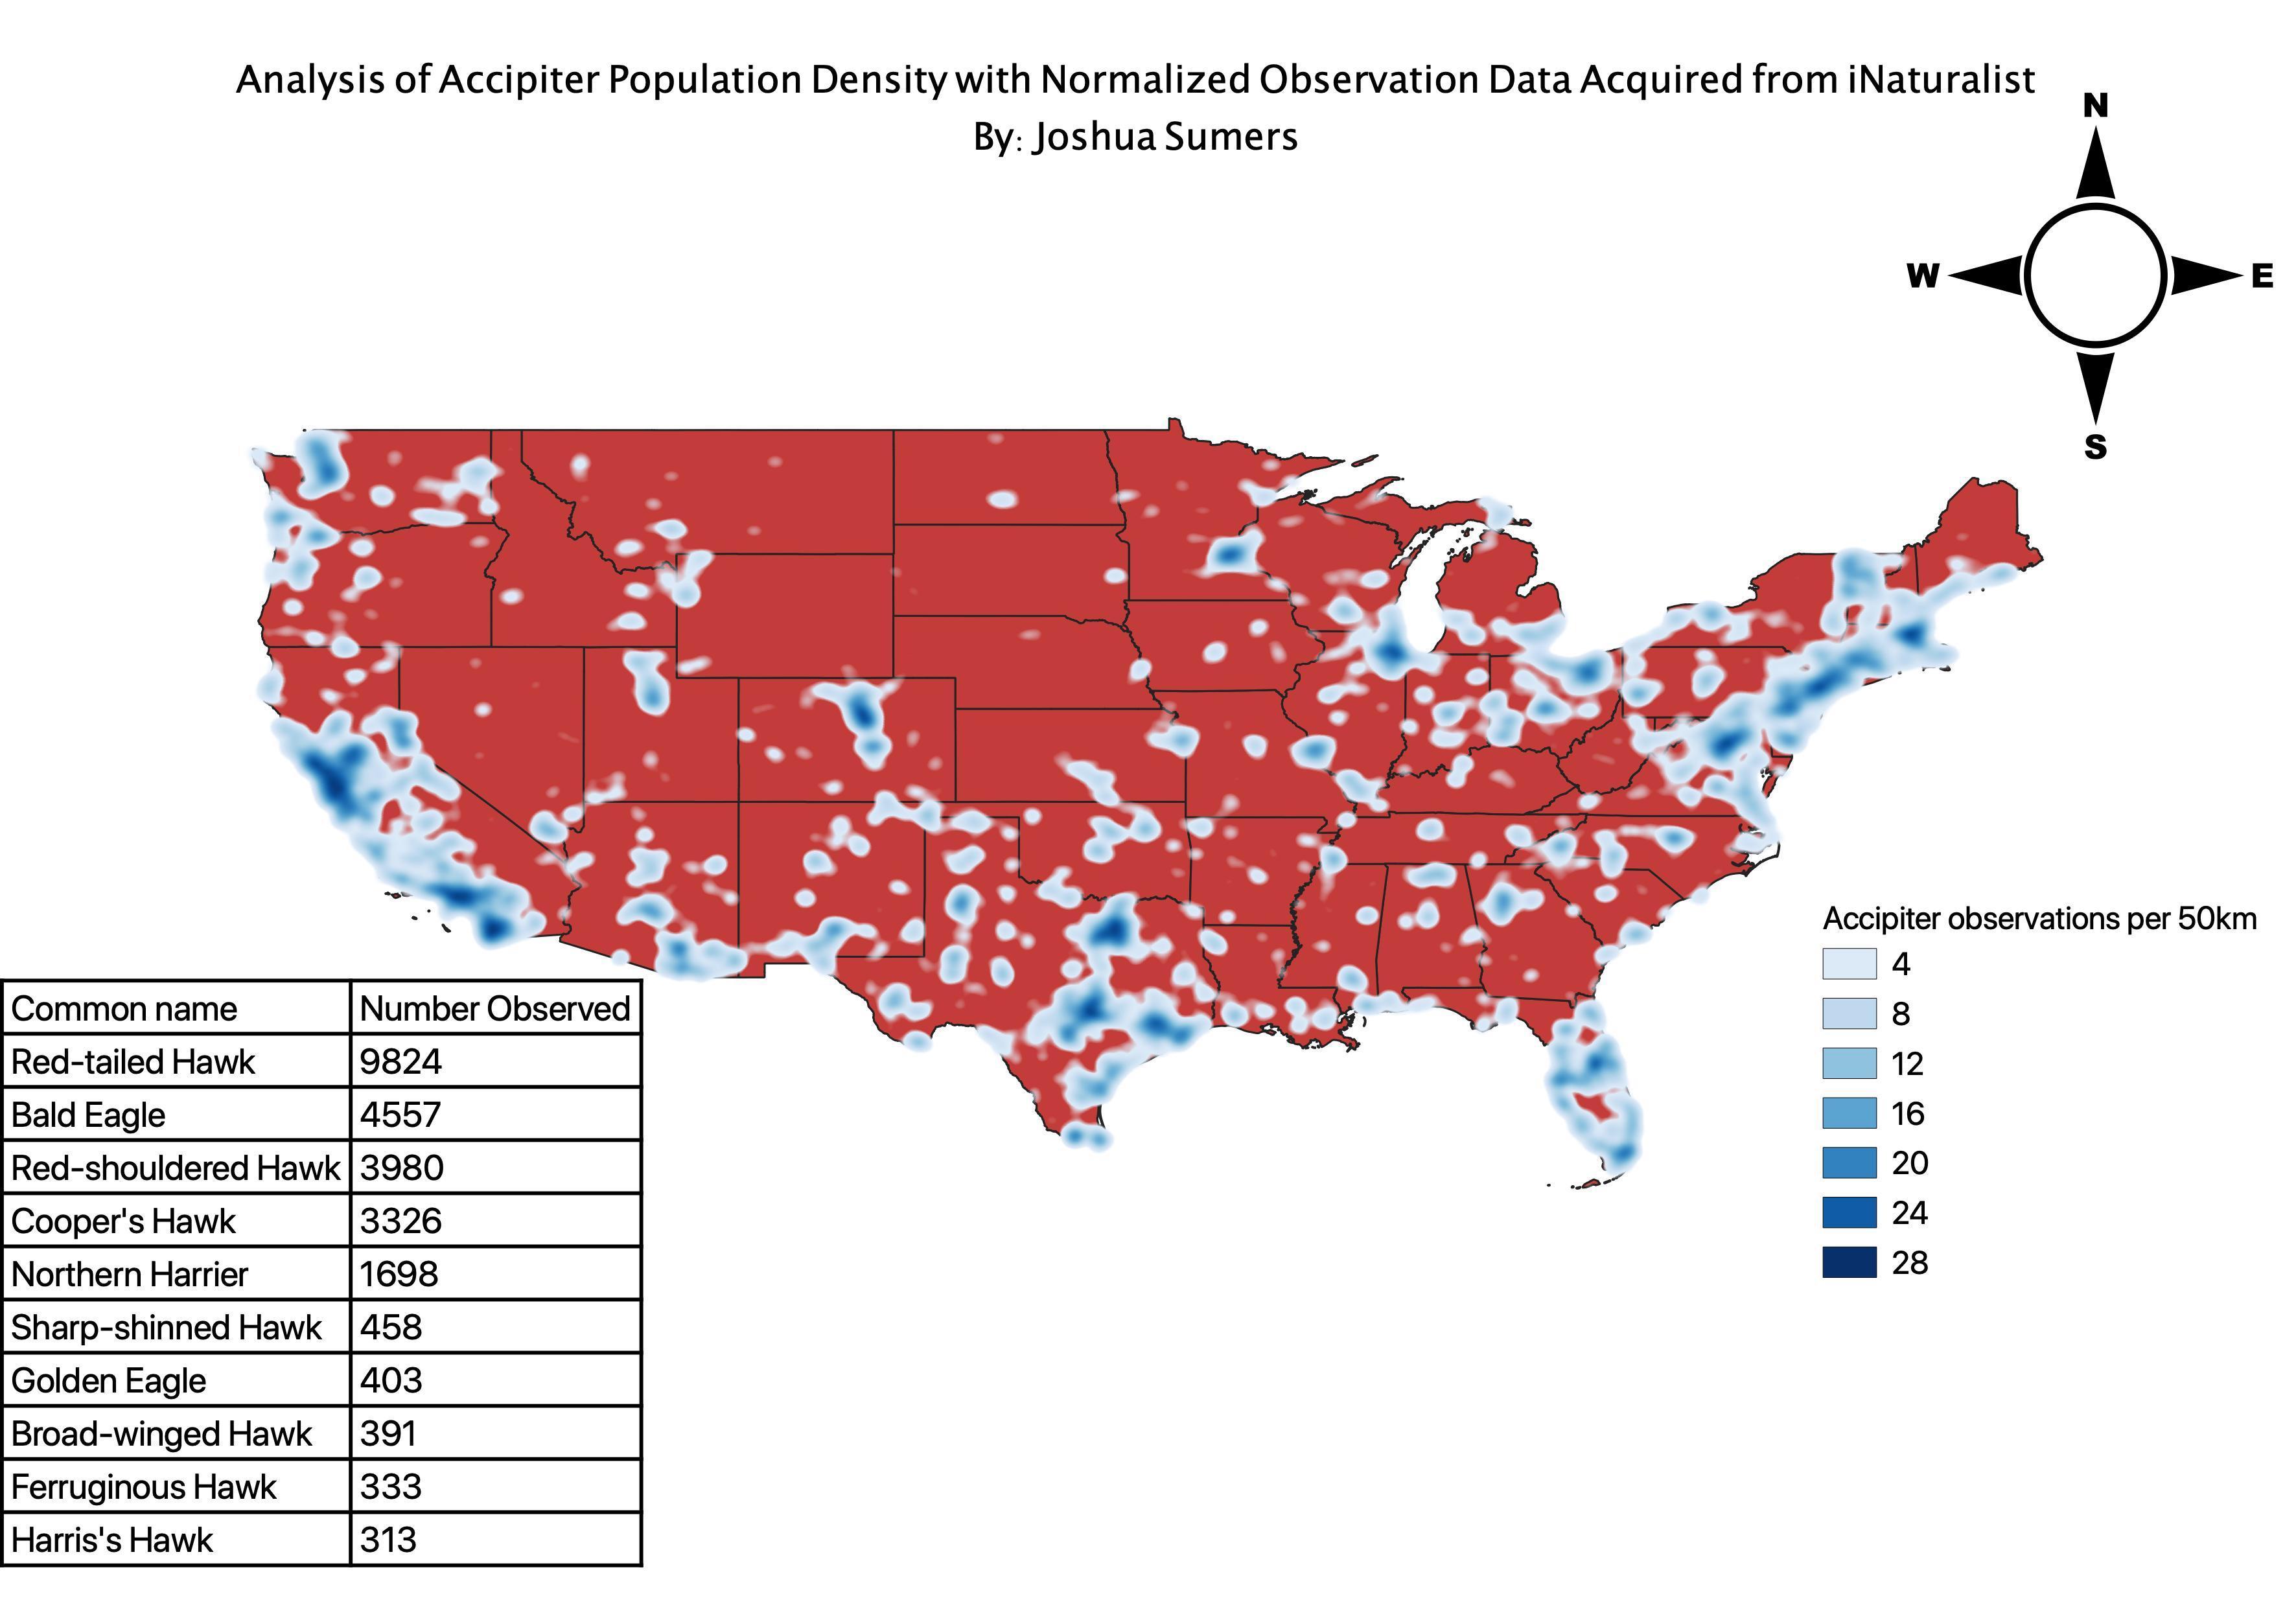 Analysis of Accipiter Population Density with Normalized Observation Data Acquired from iNaturalist
By: Joshua Sumers
N
W E
S
Accipiter observations per 50km
4
8
12
16
20
24
28
Common name Number Observed
Red-tailed Hawk 9824
Bald Eagle 4557
Red-shouldered Hawk 3980
Cooper's Hawk 3326
Northern Harrier 1698
Sharp-shinned Hawk 458
Golden Eagle 403
Broad-winged Hawk 391
Ferruginous Hawk 333
Harris's Hawk 313